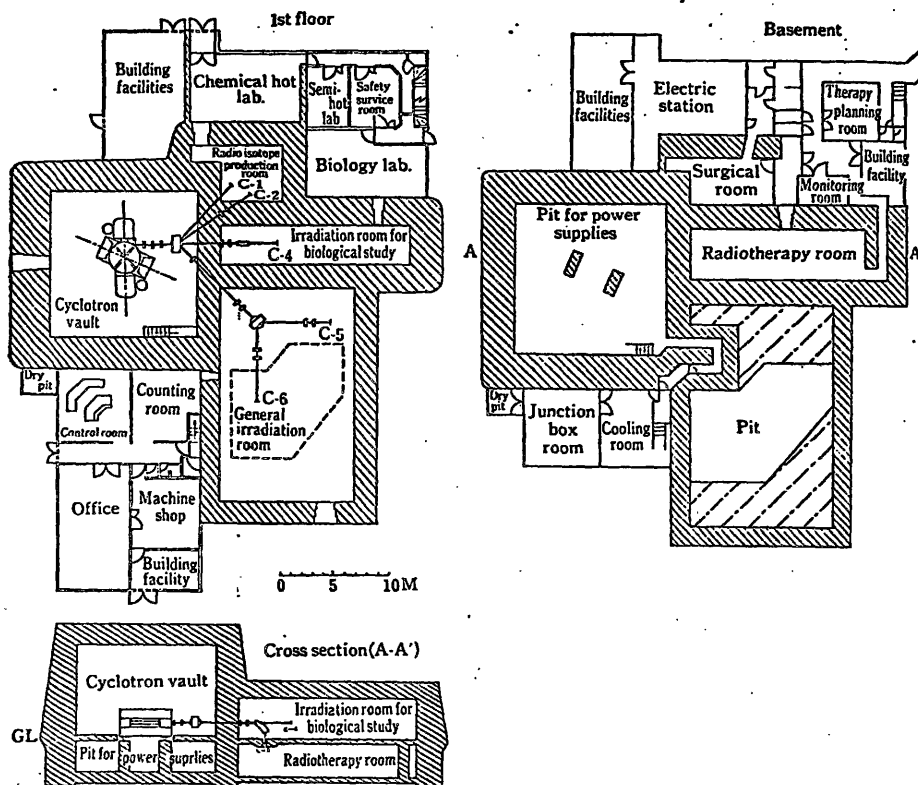 1st floor
Building
facilities
Chemical hot
lab.
Semi-
hot
lab
Safety
survice
room
Biology lab.
Radio isotope
production
room
C-1
C-2
Irradiation room for
biological study
C-4
Cyclotron
vault
C-5
C-6
General
irradiation
room
Dry
pit
Control room
Counting
room
Office
Machine
shop
Building
facility
0 5 10 M
Basement
Building
facilities
Electric
station
Therapy
planning
room
Building
facility
Surgical
room
Monitoring
room
A
Pit for power
supplies
Radiotherapy room
A
Dry
pit
Junction
box
room
Cooling
room
Pit
Cross section (A-A')
Cyclotron vault
Irradiation room for
biological study
GL
Pit for power suprlies
Radiotherapy room